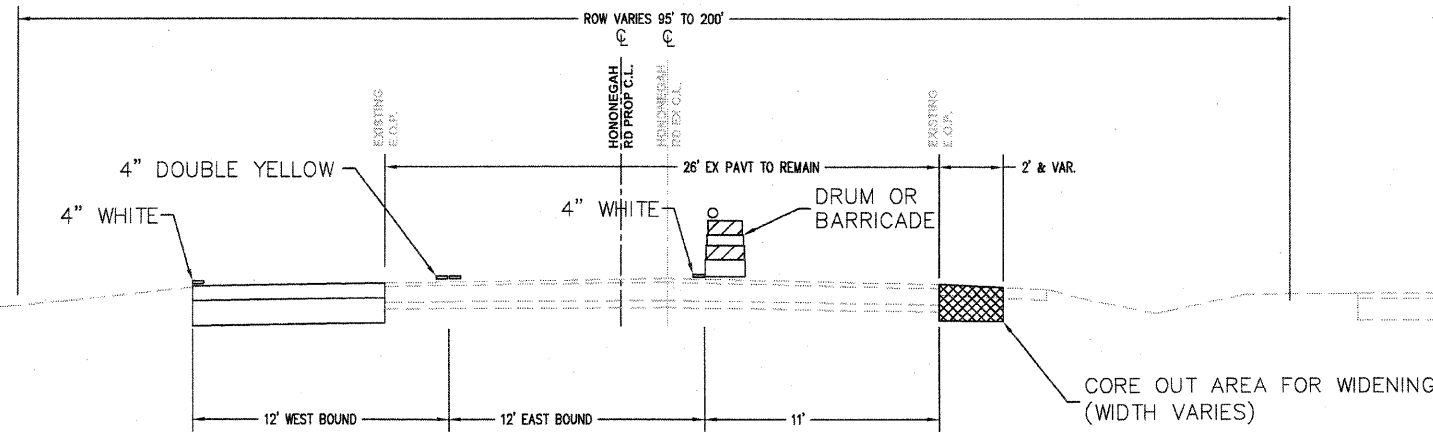 ROW VARIES 95' TO 200'
℄ ℄
EXISTING
E.O.P.
HONONEGAH
RD PROP C.L.
HONONEGAH
RD EX C.L.
EXISTING
E.O.P.
26' EX PAVT TO REMAIN
2' & VAR.
4" DOUBLE YELLOW
4" WHITE
4" WHITE
DRUM OR
BARRICADE
CORE OUT AREA FOR WIDENING
(WIDTH VARIES)
12' WEST BOUND
12' EAST BOUND
11'